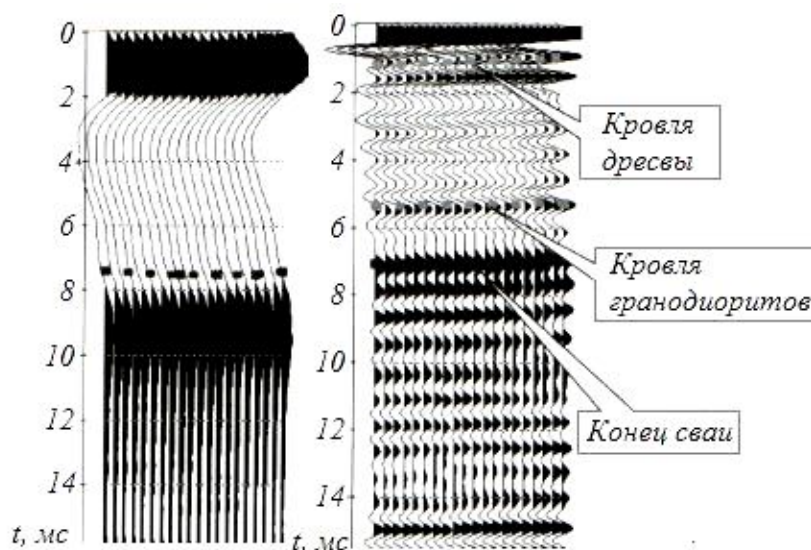 0
2
4
6
8
10
12
14
t, мс
0
2
4
6
8
10
12
14
t, мс
Кровля
дресвы
Кровля
гранодиоритов
Конец сваи